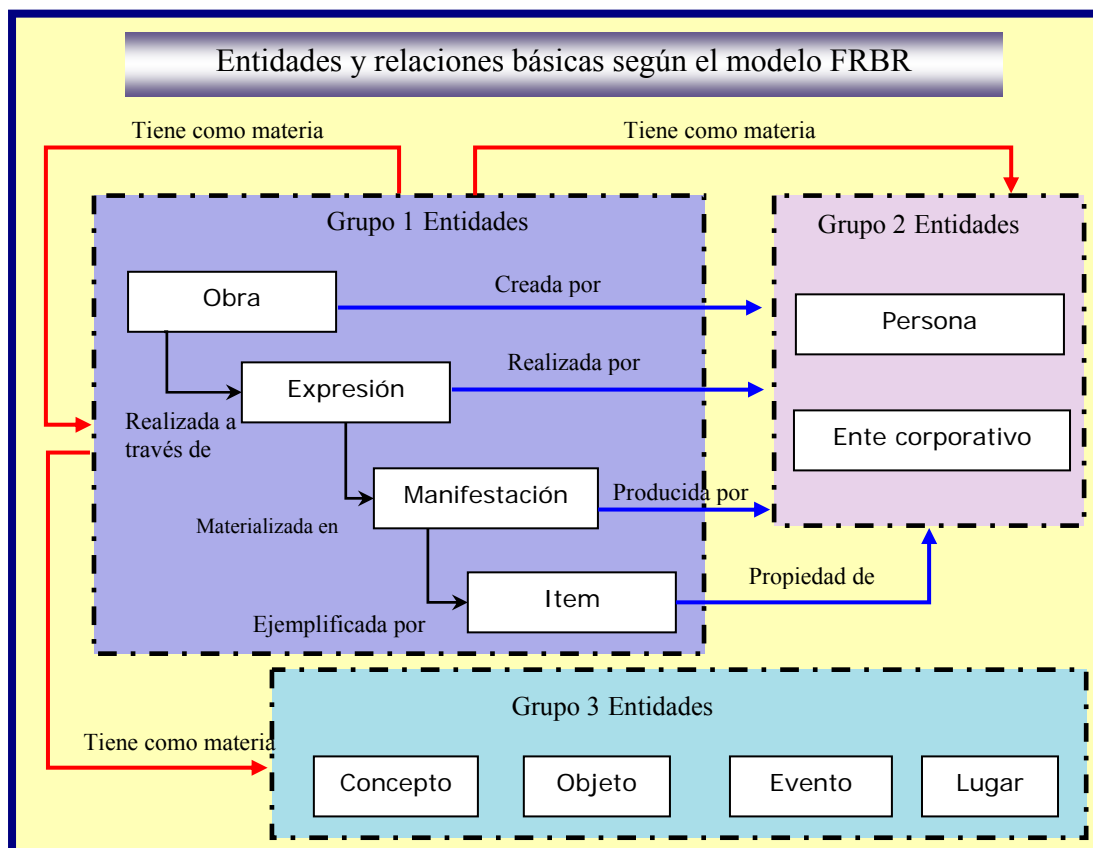 Entidades y relaciones básicas según el modelo FRBR
Tiene como materia
Tiene como materia
Grupo 1 Entidades
Grupo 2 Entidades
Obra
Creada por
Persona
Expresión
Realizada por
Realizada a
través de
Ente corporativo
Manifestación
Producida por
Materializada en
Item
Propiedad de
Ejemplificada por
Grupo 3 Entidades
Tiene como materia
Concepto
Objeto
Evento
Lugar